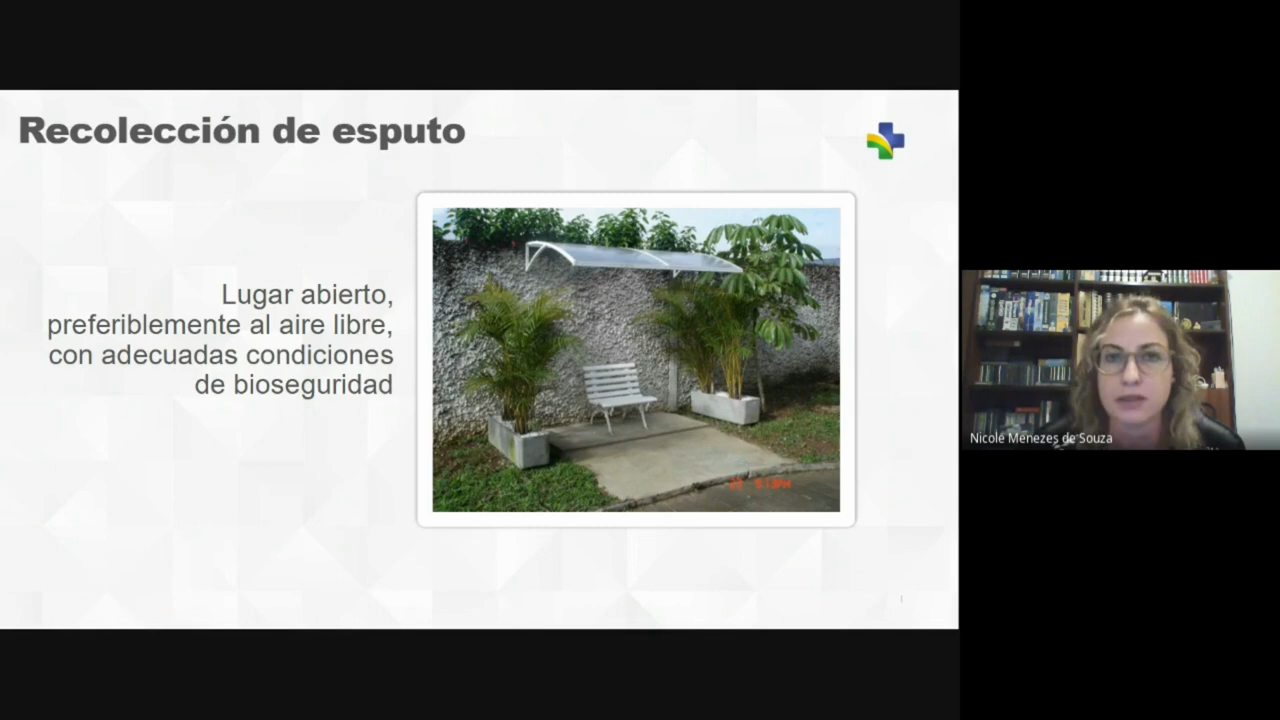 Recolección de esputo
Lugar abierto,
preferiblemente al aire libre,
con adecuadas condiciones
de bioseguridad
Nicole Menezes de Souza